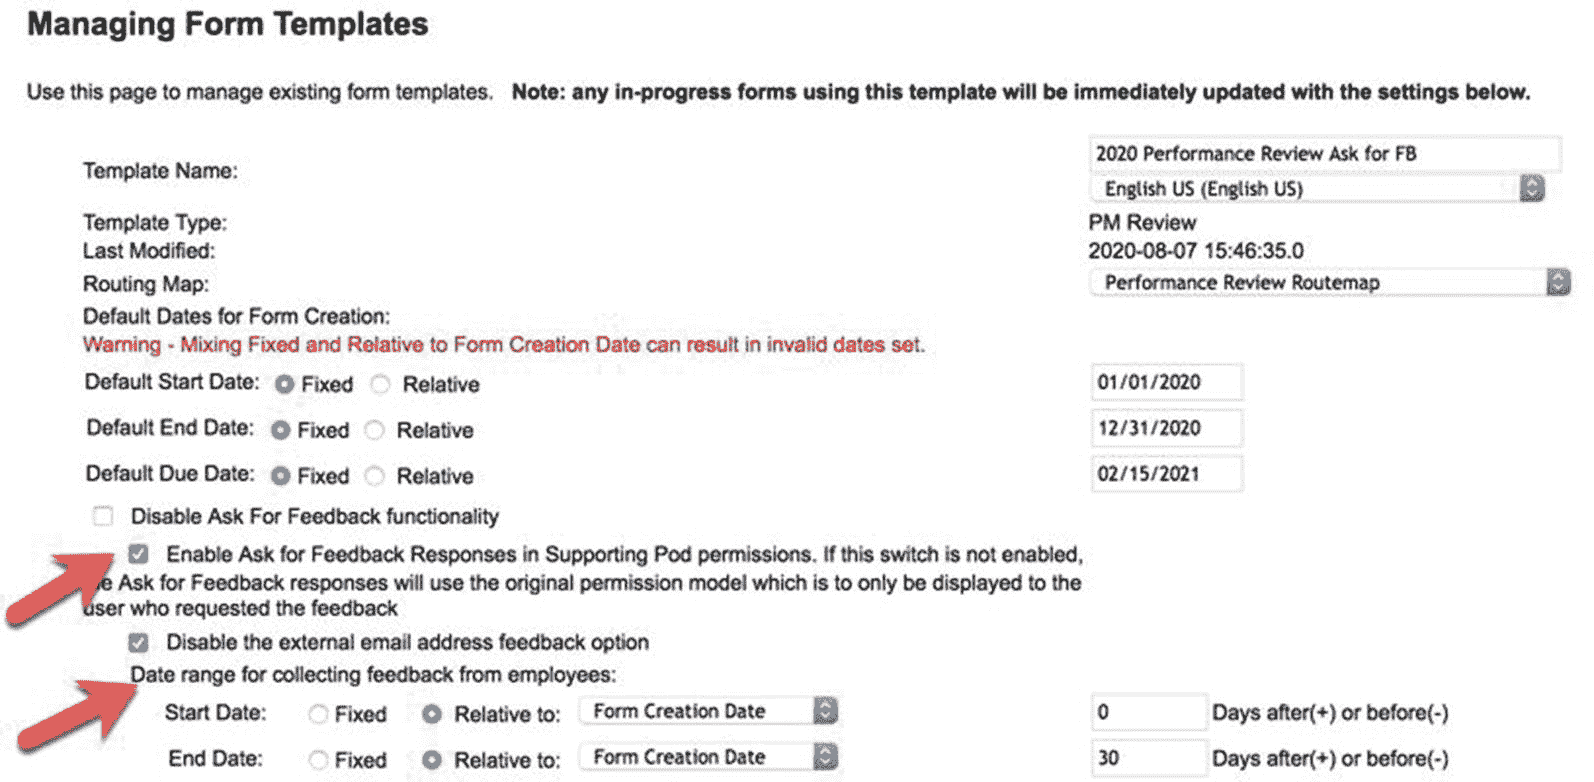 Managing Form Templates
Use this page to manage existing form templates. Note: any in-progress forms using this template will be immediately updated with the settings below.
Template Name:
2020 Performance Review Ask for FB
English US (English US)
Template Type:
PM Review
Last Modified:
2020-08-07 15:46:35.0
Routing Map:
Performance Review Routemap
Default Dates for Form Creation:
Warning - Mixing Fixed and Relative to Form Creation Date can result in invalid dates set.
Default Start Date: Fixed Relative 01/01/2020
Default End Date: Fixed Relative 12/31/2020
Default Due Date: Fixed Relative 02/15/2021
Disable Ask For Feedback functionality
Enable Ask for Feedback Responses in Supporting Pod permissions. If this switch is not enabled,
Ask for Feedback responses will use the original permission model which is to only be displayed to the
user who requested the feedback
Disable the external email address feedback option
Date range for collecting feedback from employees:
Start Date: Fixed Relative to: Form Creation Date 0 Days after(+) or before(-)
End Date: Fixed Relative to: Form Creation Date 30 Days after(+) or before(-)